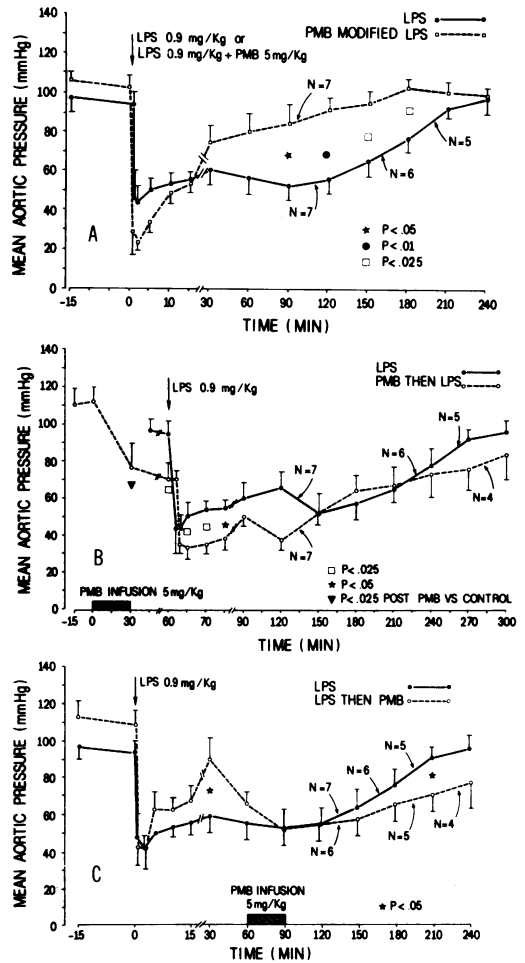 LPS 0.9 mg/Kg or
LPS 0.9 mg/Kg + PMB 5mg/Kg
LPS
PMB MODIFIED LPS
MEAN AORTIC PRESSURE (mmHg)
140
120
100
80
60
40
20
0
N=7
N=5
N=6
N=7
A
P<.05
P<.01
P<.025
-15 0 10 20 30 60 90 120 150 180 210 240
TIME (MIN)
LPS 0.9 mg/Kg
LPS
PMB THEN LPS
MEAN AORTIC PRESSURE (mmHg)
140
120
100
80
60
40
20
0
N=5
N=6
N=7
N=4
N=7
B
P<.025
P<.05
P<.025 POST PMB VS CONTROL
PMB INFUSION 5mg/Kg
-15 0 30 60 70 90 120 150 180 210 240 270 300
TIME (MIN)
LPS 0.9mg/Kg
LPS
LPS THEN PMB
MEAN AORTIC PRESSURE (mmHg)
140
120
100
80
60
40
20
0
N=5
N=6
N=7
N=4
N=5
N=6
C
PMB INFUSION
5mg/Kg
P<.05
-15 0 15 30 60 90 120 150 180 210 240
TIME (MIN)